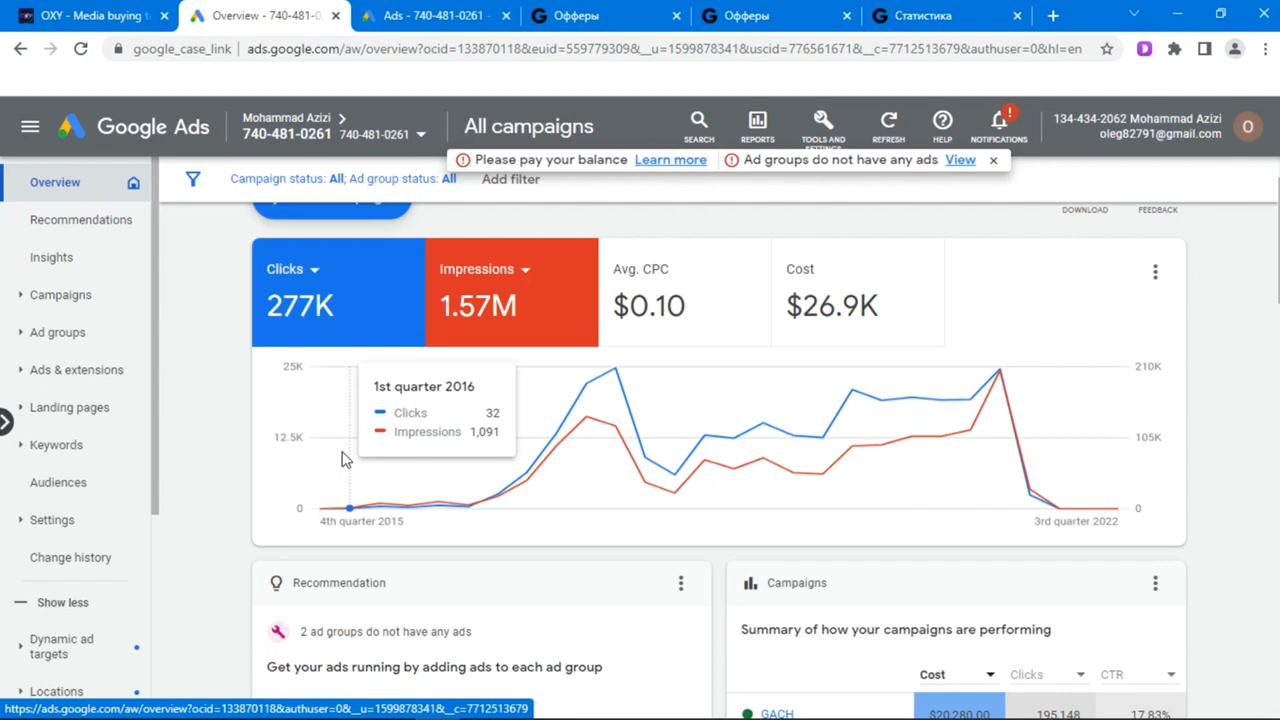 OXY - Media buying t
Overview - 740-481-0
Ads - 740-481-0261 -
Офферы
Офферы
Статистика
google_case_link
ads.google.com/aw/overview?ocid=133870118&euid=559779309&__u=1599878341&uscid=776561671&__c=7712513679&authuser=0&hl=en
Google Ads
Mohammad Azizi
740-481-0261 740-481-0261
All campaigns
SEARCH
REPORTS
TOOLS AND
SETTINGS
REFRESH
HELP
NOTIFICATIONS
134-434-2062 Mohammad Azizi
oleg82791@gmail.com
O
Please pay your balance Learn more
Ad groups do not have any ads View
Campaign status: All; Ad group status: All
Add filter
DOWNLOAD
FEEDBACK
Overview
Recommendations
Insights
Campaigns
Ad groups
Ads & extensions
Landing pages
Keywords
Audiences
Settings
Change history
Show less
Dynamic ad
targets
Locations
Clicks
277K
Impressions
1.57M
Avg. CPC
$0.10
Cost
$26.9K
25K
12.5K
0
210K
105K
0
1st quarter 2016
Clicks 32
Impressions 1,091
4th quarter 2015
3rd quarter 2022
Recommendation
2 ad groups do not have any ads
Get your ads running by adding ads to each ad group
Campaigns
Summary of how your campaigns are performing
Cost
Clicks
CTR
GACH
$20,280.00
195,148
17.83%
https://ads.google.com/aw/overview?ocid=133870118&authuser=0&__u=1599878341&__c=7712513679